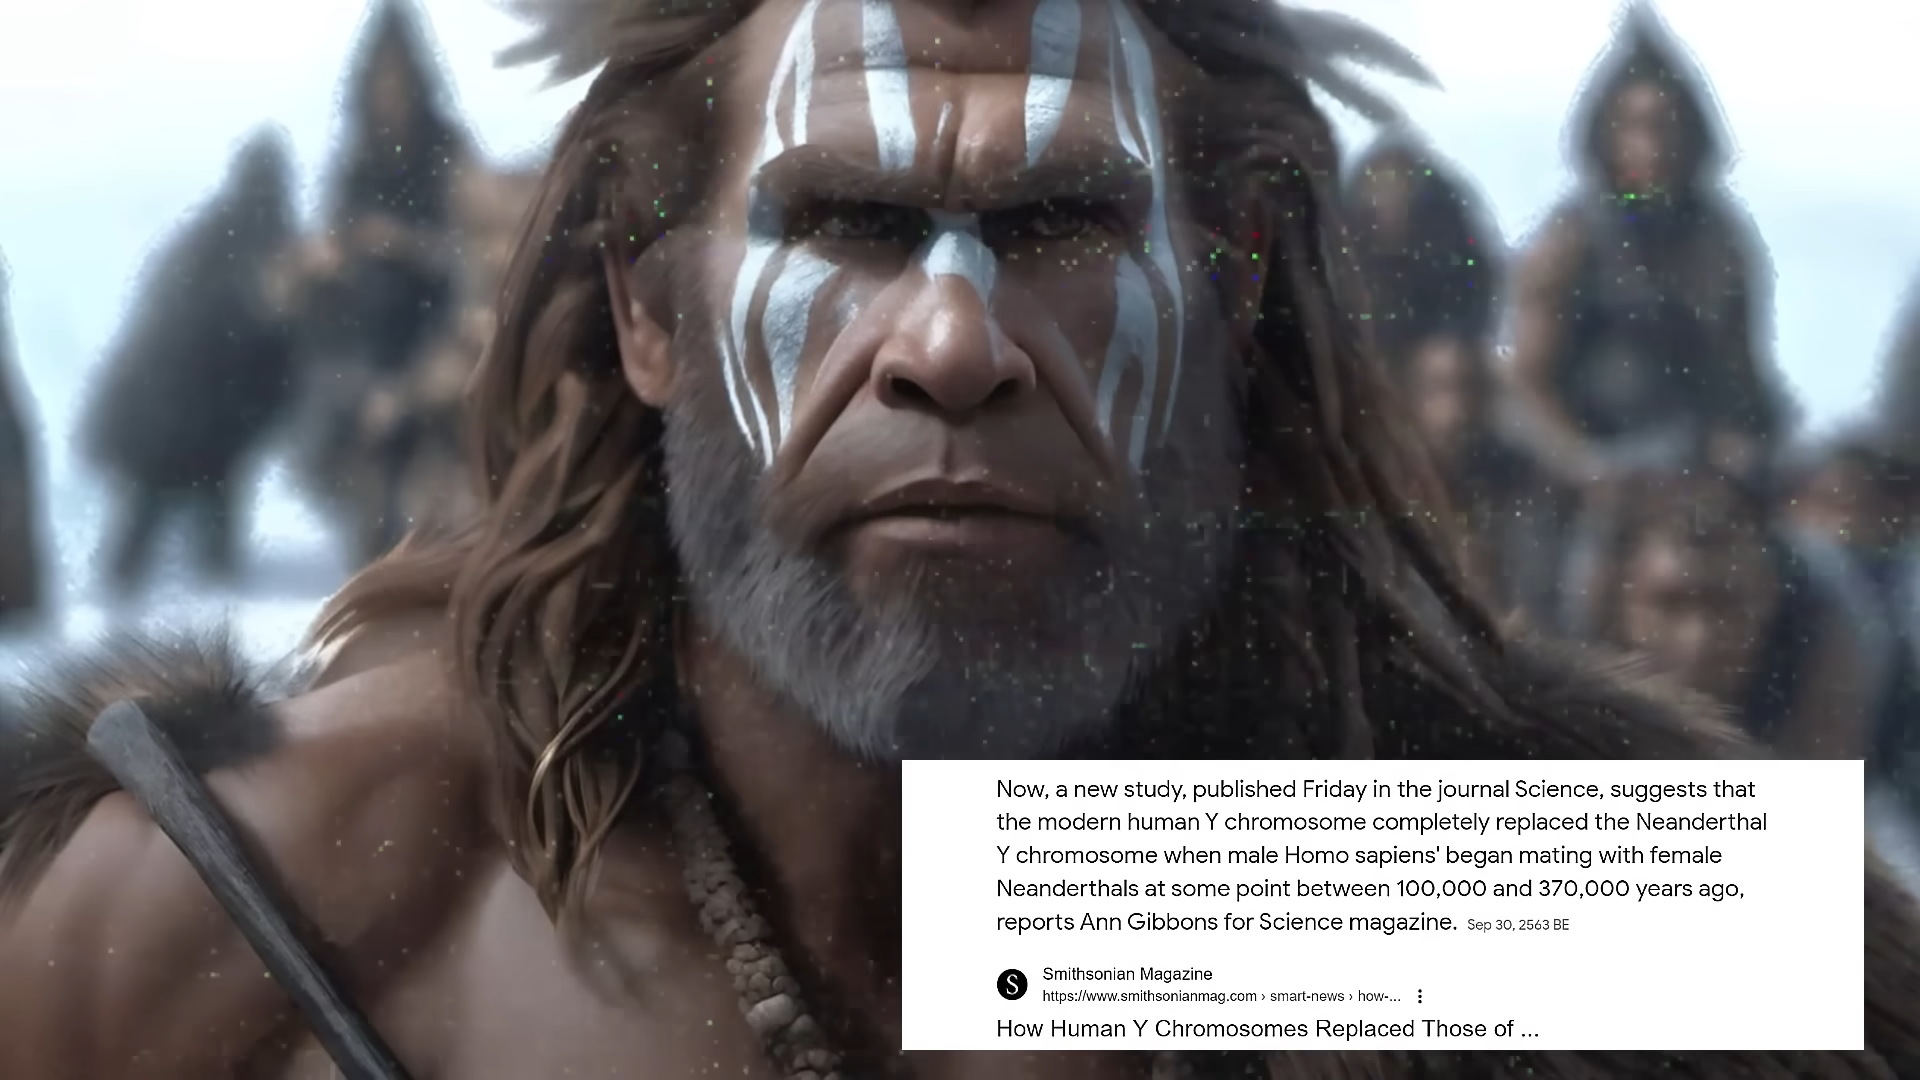 Now, a new study, published Friday in the journal Science, suggests that
the modern human Y chromosome completely replaced the Neanderthal
Y chromosome when male Homo sapiens' began mating with female
Neanderthals at some point between 100,000 and 370,000 years ago,
reports Ann Gibbons for Science magazine. Sep 30, 2563 BE
S
Smithsonian Magazine
https://www.smithsonianmag.com › smart-news › how-...
How Human Y Chromosomes Replaced Those of ...